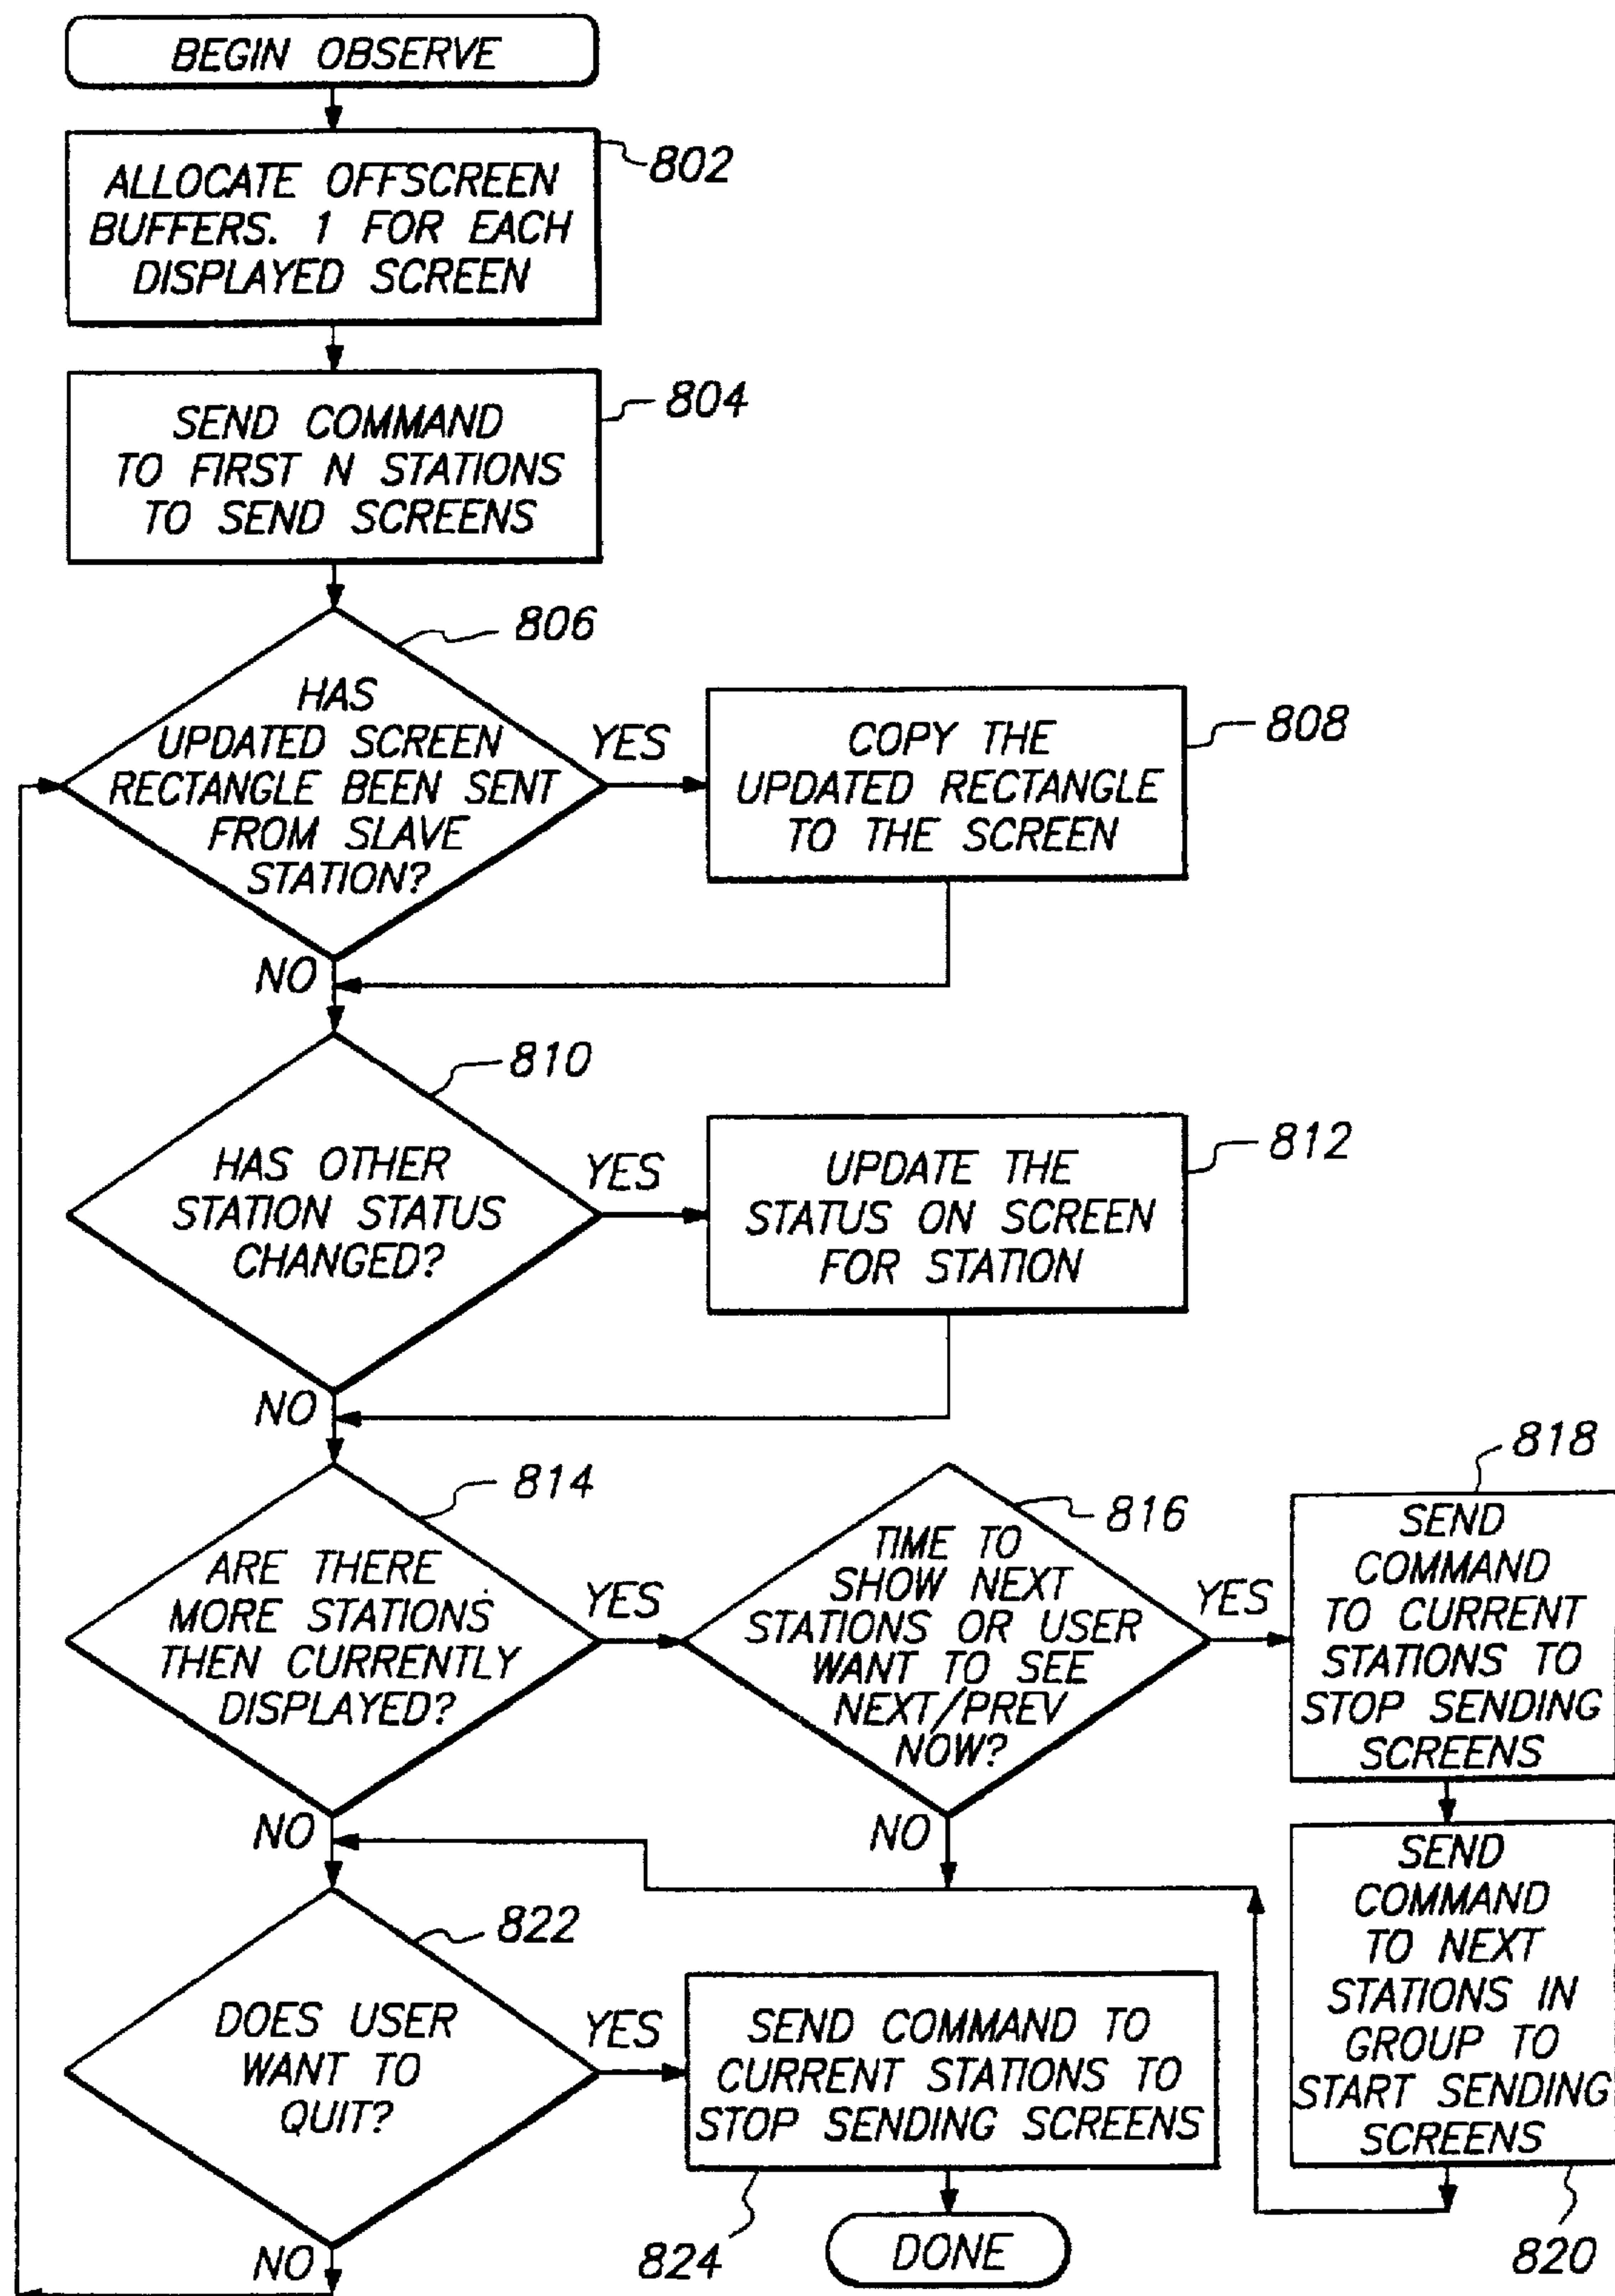 BEGIN OBSERVE
ALLOCATE OFFSCREEN
BUFFERS. 1 FOR EACH
DISPLAYED SCREEN
802
SEND COMMAND
TO FIRST N STATIONS
TO SEND SCREENS
804
806
HAS
UPDATED SCREEN
RECTANGLE BEEN SENT
FROM SLAVE
STATION?
YES
NO
COPY THE
UPDATED RECTANGLE
TO THE SCREEN
808
810
HAS OTHER
STATION STATUS
CHANGED?
YES
NO
UPDATE THE
STATUS ON SCREEN
FOR STATION
812
814
ARE THERE
MORE STATIONS
THEN CURRENTLY
DISPLAYED?
YES
NO
816
TIME TO
SHOW NEXT
STATIONS OR USER
WANT TO SEE
NEXT/PREV
NOW?
YES
NO
818
SEND
COMMAND
TO CURRENT
STATIONS TO
STOP SENDING
SCREENS
SEND
COMMAND
TO NEXT
STATIONS IN
GROUP TO
START SENDING
SCREENS
820
822
DOES USER
WANT TO
QUIT?
YES
NO
SEND COMMAND TO
CURRENT STATIONS TO
STOP SENDING SCREENS
824
DONE